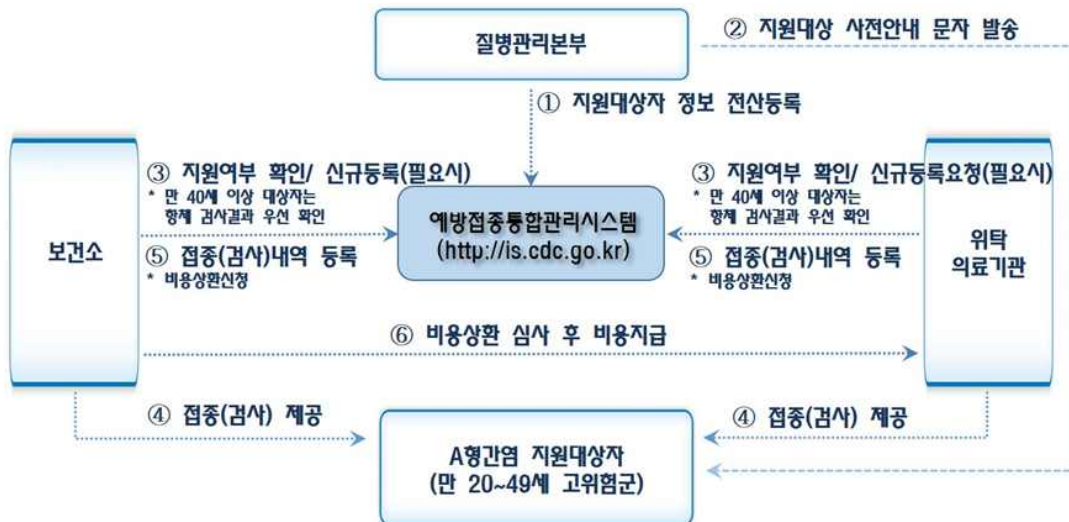 질병관리본부
② 지원대상 사전안내 문자 발송
① 지원대상자 정보 전산등록
보건소
③ 지원여부 확인/ 신규등록(필요시)
* 만 40세 이상 대상자는
항체 검사결과 우선 확인
⑤ 접종(검사)내역 등록
* 비용상환신청
예방접종통합관리시스템
(http://is.cdc.go.kr)
③ 지원여부 확인/ 신규등록요청(필요시)
* 만 40세 이상 대상자는
항체 검사결과 우선 확인
⑤ 접종(검사)내역 등록
* 비용상환신청
위탁
의료기관
⑥ 비용상환 심사 후 비용지급
④ 접종(검사) 제공
④ 접종(검사) 제공
A형간염 지원대상자
(만 20~49세 고위험군)